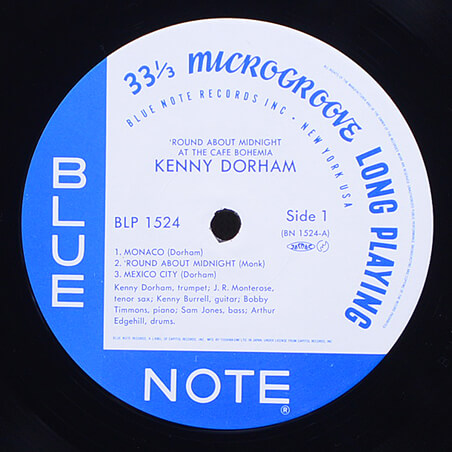 33⅓ MICROGROOVE LONG PLAYING
BLUE NOTE RECORDS INC · NEW YORK USA
'ROUND ABOUT MIDNIGHT
AT THE CAFE BOHEMIA
KENNY DORHAM
BLP 1524
Side 1
(BN 1524-A)
1. MONACO (Dorham)
2. 'ROUND ABOUT MIDNIGHT (Monk)
3. MEXICO CITY (Dorham)
Kenny Dorham, trumpet; J. R. Monterose,
tenor sax; Kenny Burrell, guitar; Bobby
Timmons, piano; Sam Jones, bass; Arthur
Edgehill, drums.
BLUE
NOTE
®